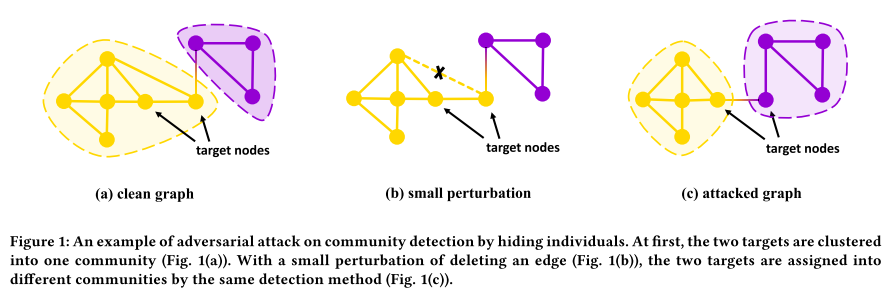 target nodes
target nodes
target nodes
(a) clean graph
(b) small perturbation
(c) attacked graph
Figure 1: An example of adversarial attack on community detection by hiding individuals. At first, the two targets are clustered
into one community (Fig. 1(a)). With a small perturbation of deleting an edge (Fig. 1(b)), the two targets are assigned into
different communities by the same detection method (Fig. 1(c)).